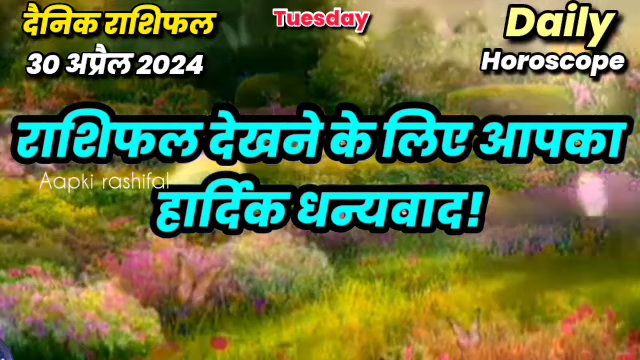 दैनिक राशिफल
30 अप्रैल 2024
Tuesday
Daily
Horoscope
राशिफल देखने के लिए आपका
Aapki rashifal
हार्दिक धन्यवाद!